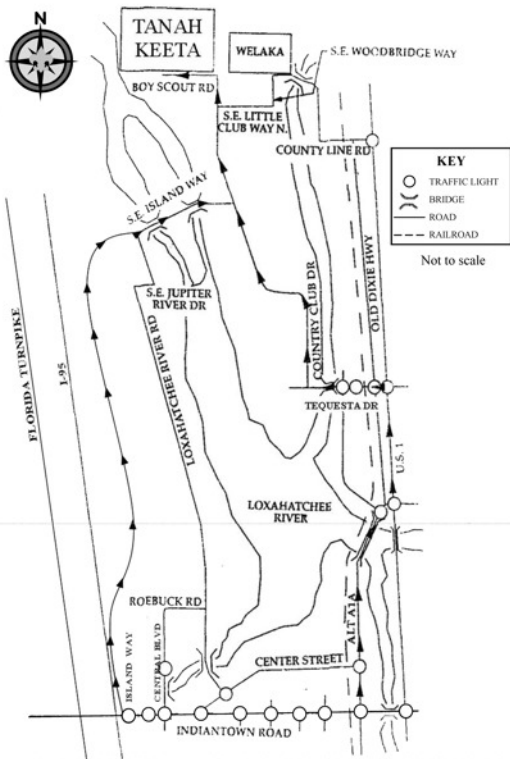 N
TANAH
KEETA
WELAKA
S.E. WOODBRIDGE WAY
BOY SCOUT RD
S.E. LITTLE
CLUB WAY N.
COUNTY LINE RD
KEY
TRAFFIC LIGHT
BRIDGE
ROAD
RAILROAD
Not to scale
S.E. ISLAND WAY
S.E. JUPITER
RIVER DR
OLD DIXIE HWY
COUNTRY CLUB DR
LOXAHATCHEE RIVER RD
FLORIDA TURNPIKE
I-95
TEQUESTA DR
U.S. 1
LOXAHATCHEE
RIVER
ROEBUCK RD
ALT A1A
ISLAND WAY
CENTRAL BLVD
CENTER STREET
INDIANTOWN ROAD